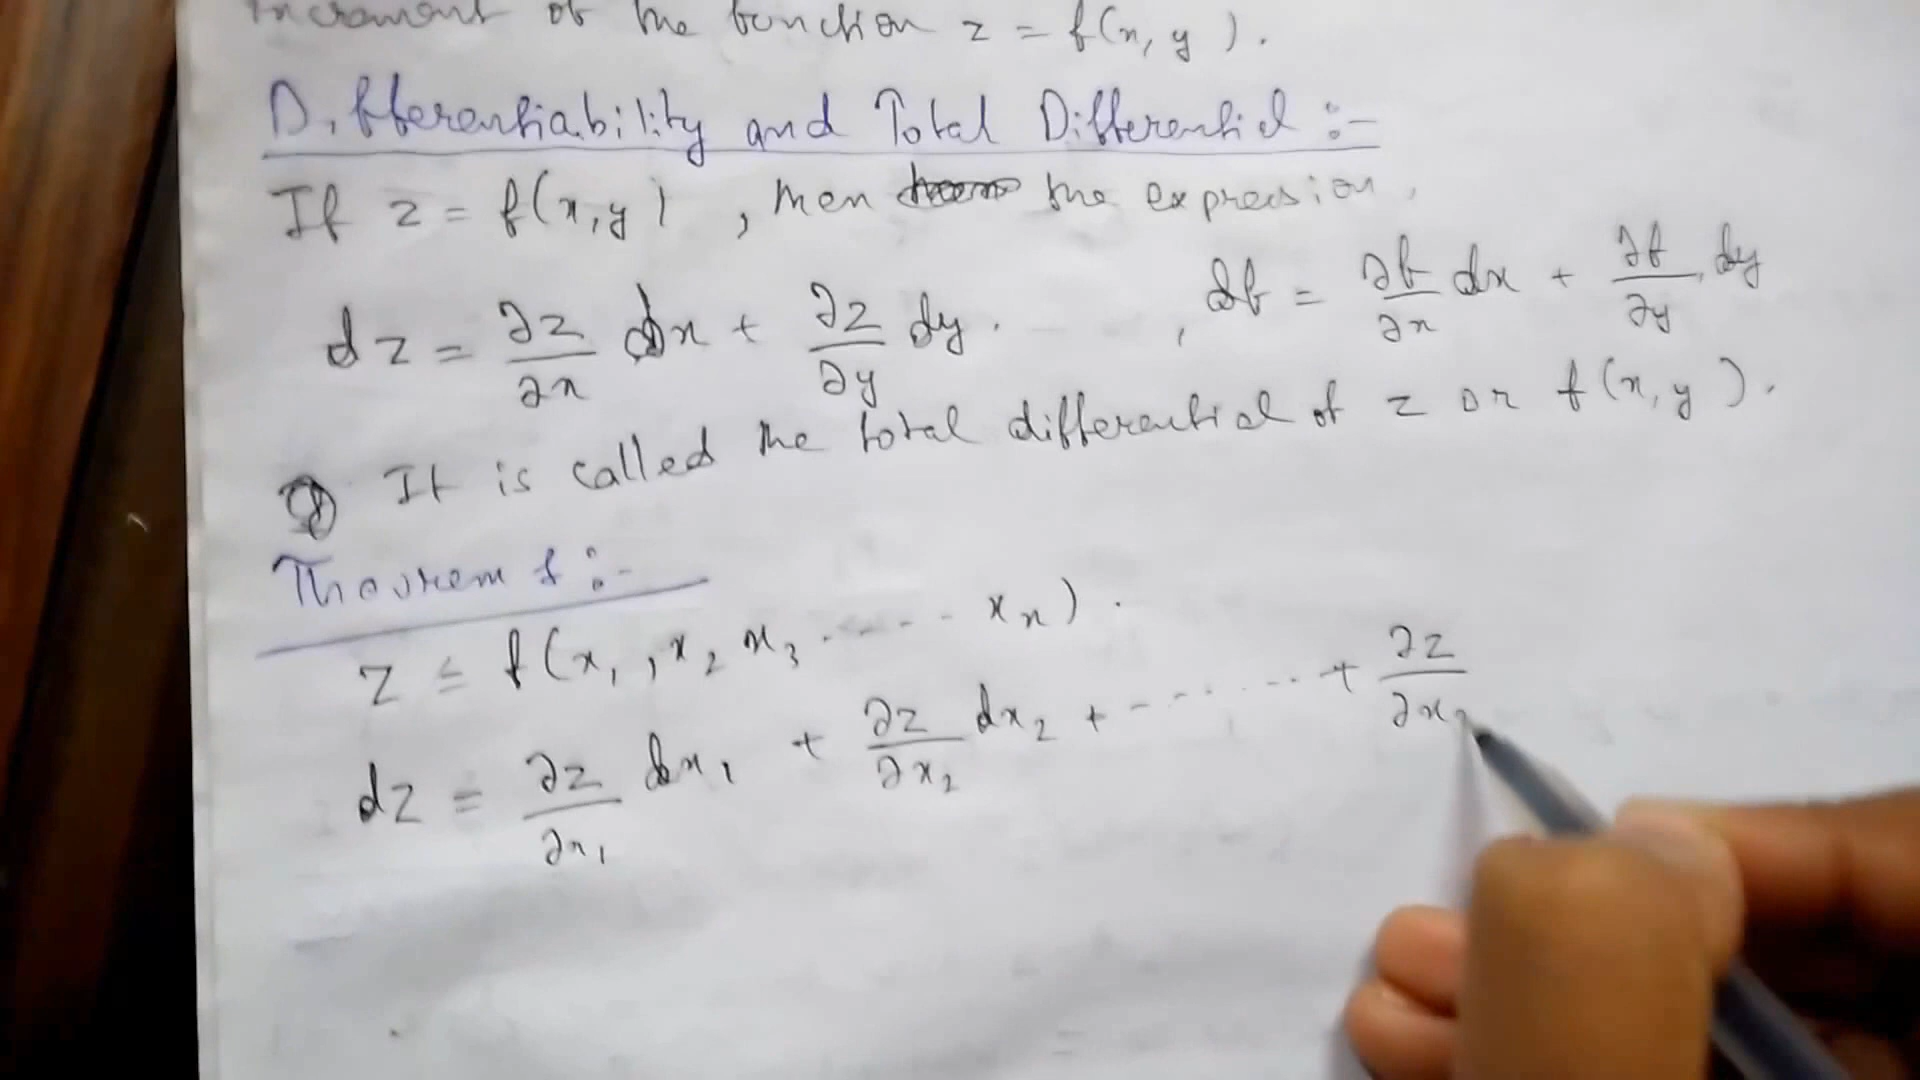 Increment of the function z = f(x, y).
Differentiability and Total Differential :-
If z = f(x, y), then the expression,
dz = ∂z/∂x dx + ∂z/∂y dy. , df = ∂f/∂x dx + ∂f/∂y . dy
It is called the total differential of z or f(x, y).
Theorem 1 :-
z = f(x₁, x₂ x₃ ....... xₙ).
dz = ∂z/∂x₁ dx₁ + ∂z/∂x₂ dx₂ + ........ + ∂z/∂x